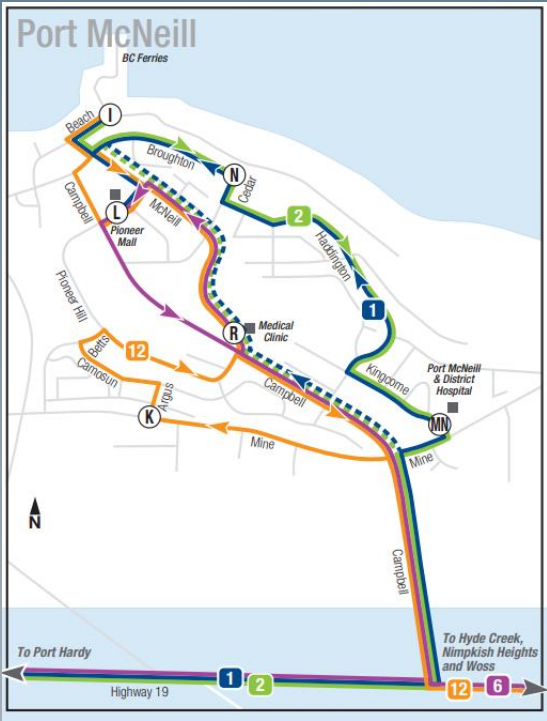 Port McNeill
BC Ferries
I
Beach
Broughton
N
Cedar
Campbell
L
McNeill
2
Pioneer
Mall
Haddington
Pioneer Hill
1
R
Medical
Clinic
Betts
12
Camosun
Kingcome
Port McNeill
& District
Hospital
Campbell
Argus
K
MN
Mine
Mine
N
Campbell
To Port Hardy
To Hyde Creek,
Nimpkish Heights
and Woss
1
2
12
6
Highway 19